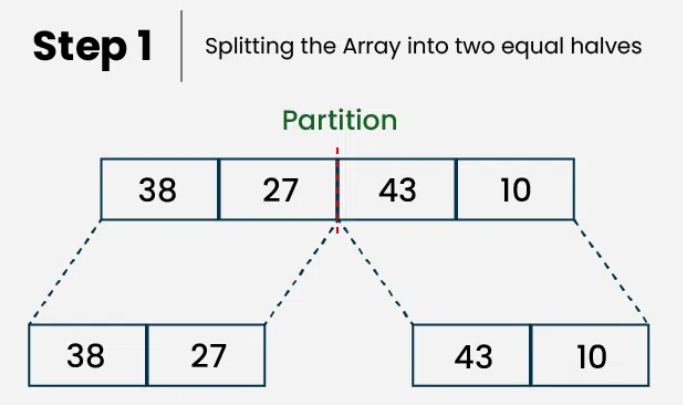 Step 1
Splitting the Array into two equal halves
Partition
38 27 43 10
38 27 43 10